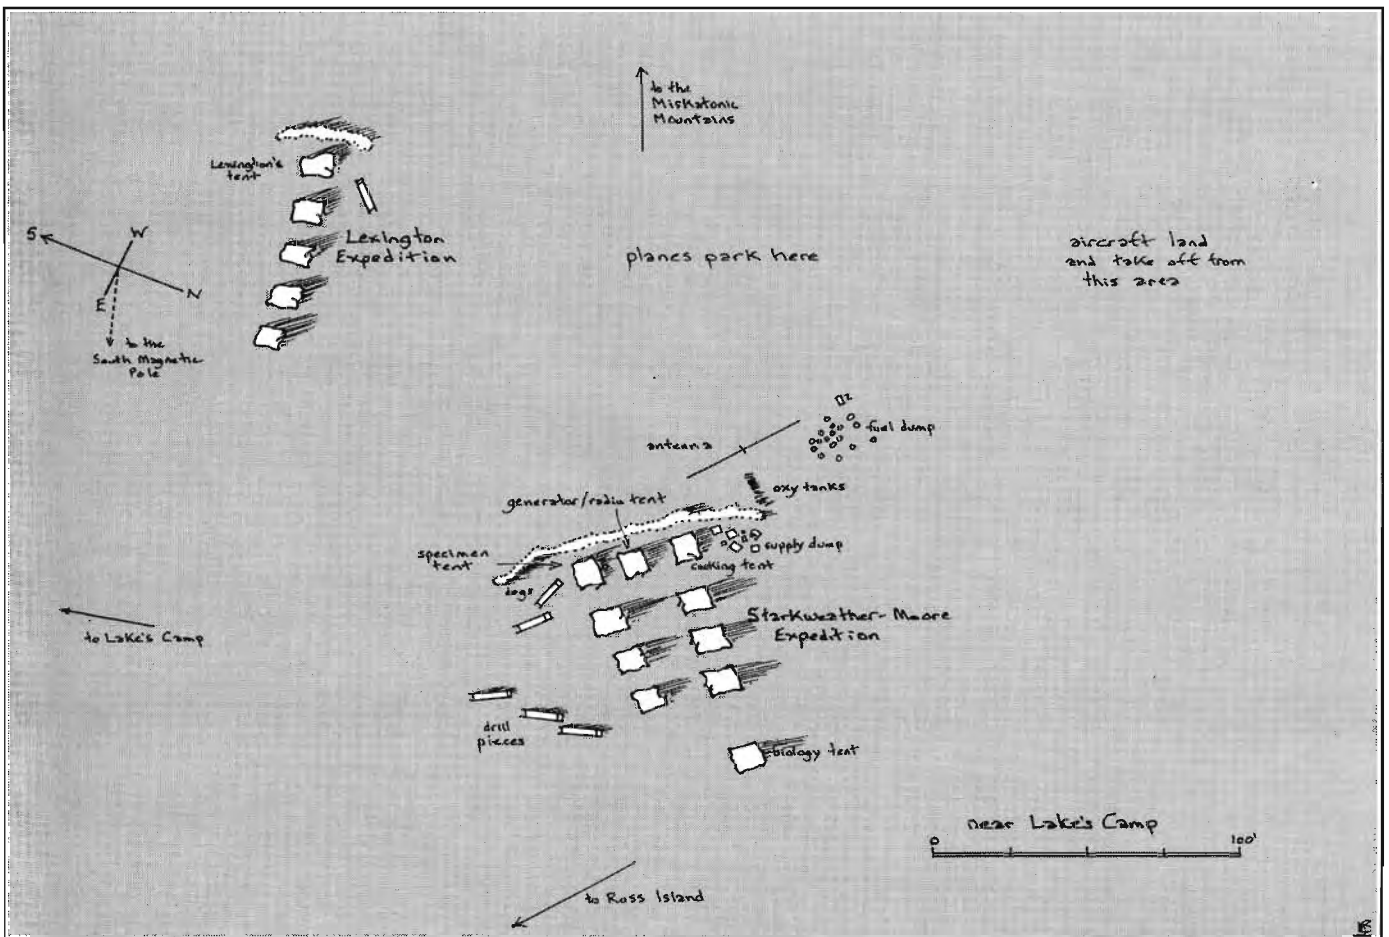 to the
Miskatonic
Mountains
Lexington's
tent
S
W
N
E
Lexington
Expedition
to the
South Magnetic
Pole
planes park here
aircraft land
and take off from
this area
antenna
fuel dump
oxy tanks
generator/radio tent
specimen
tent
supply dump
cooking tent
dogs
Starkweather-Moore
Expedition
to Lake's Camp
drill
pieces
biology tent
near Lake's Camp
0 100'
to Ross Island